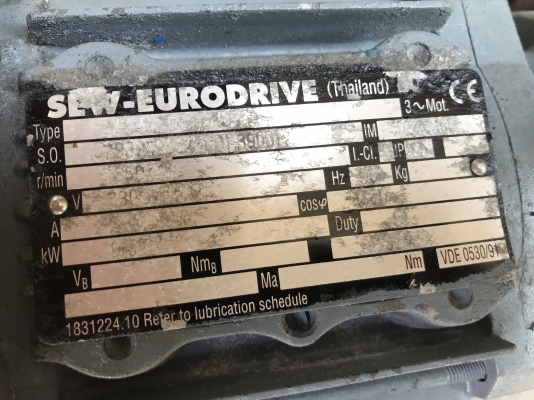 SEW-EURODRIVE (Thailand) CE
Type 3~Mot.
S.O. IM
r/min I.-Cl. IP
V Hz Kg
A cosφ
kW Duty
VB NmB Ma Nm VDE 0530/91
1831224.10 Refer to lubrication schedule